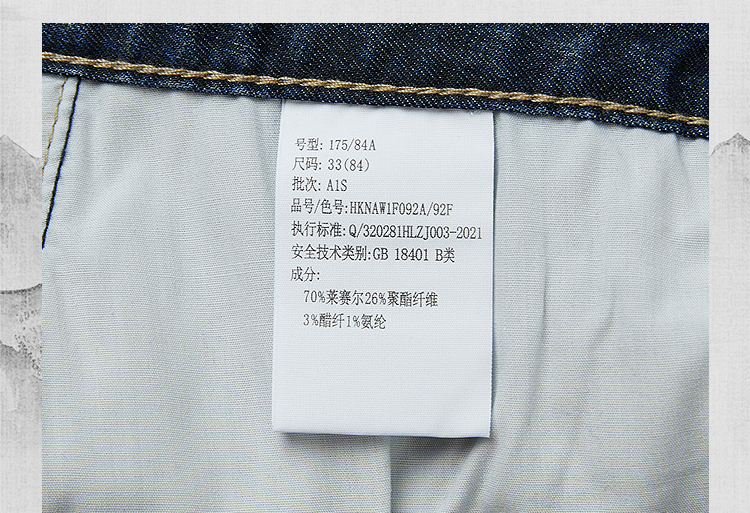 号型: 175/84A
尺码: 33(84)
批次: A1S
品号/色号:HKNAW1F092A/92F
执行标准: Q/320281HLZJ003-2021
安全技术类别:GB 18401 B类
成分:
70%莱赛尔26%聚酯纤维
3%醋纤1%氨纶